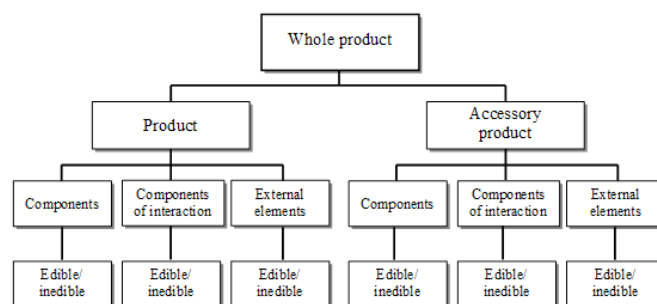 Whole product
Product
Accessory
product
Components
Components
of interaction
External
elements
Components
Components
of interaction
External
elements
Edible/
inedible
Edible/
inedible
Edible/
inedible
Edible/
inedible
Edible/
inedible
Edible/
inedible